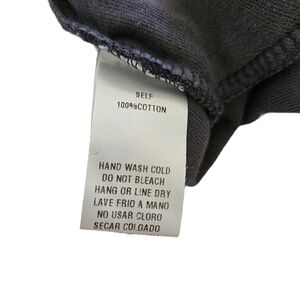 SELF
100%COTTON
HAND WASH COLD
DO NOT BLEACH
HANG OR LINE DRY
LAVE FRIO A MANO
NO USAR CLORO
SECAR COLGADO